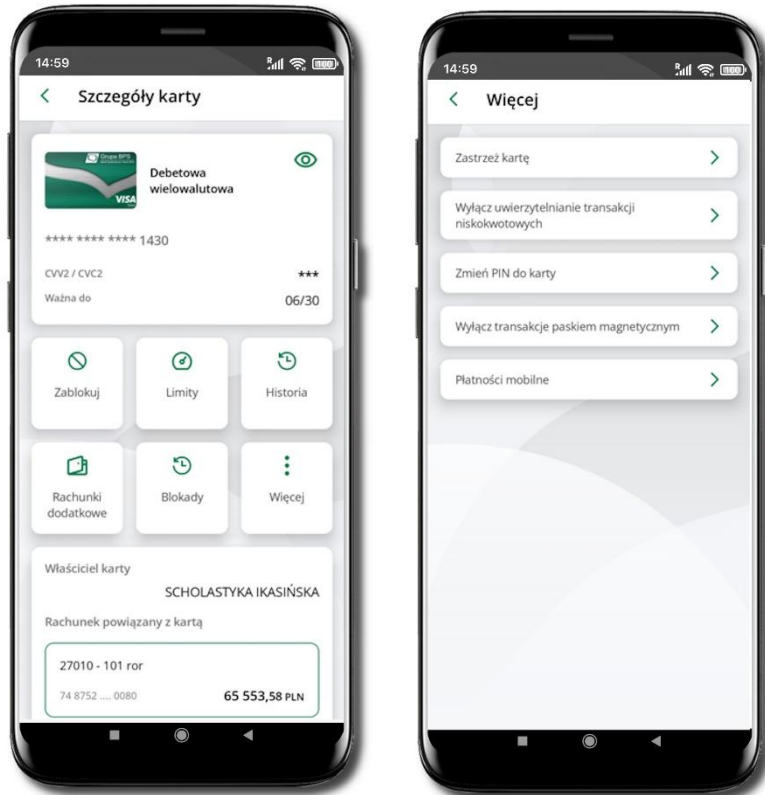 14:59
Szczegóły karty
Grupa BPS
VISA
Debetowa
wielowalutowa
**** **** **** 1430
CVV2 / CVC2 ***
Ważna do 06/30
Zablokuj Limity Historia
Rachunki
dodatkowe
Blokady Więcej
Właściciel karty
SCHOLASTYKA IKASIŃSKA
Rachunek powiązany z kartą
27010 - 101 ror
74 8752 .... 0080 65 553,58 PLN
14:59
Więcej
Zastrzeż kartę
Wyłącz uwierzytelnianie transakcji
niskokwotowych
Zmień PIN do karty
Wyłącz transakcje paskiem magnetycznym
Płatności mobilne